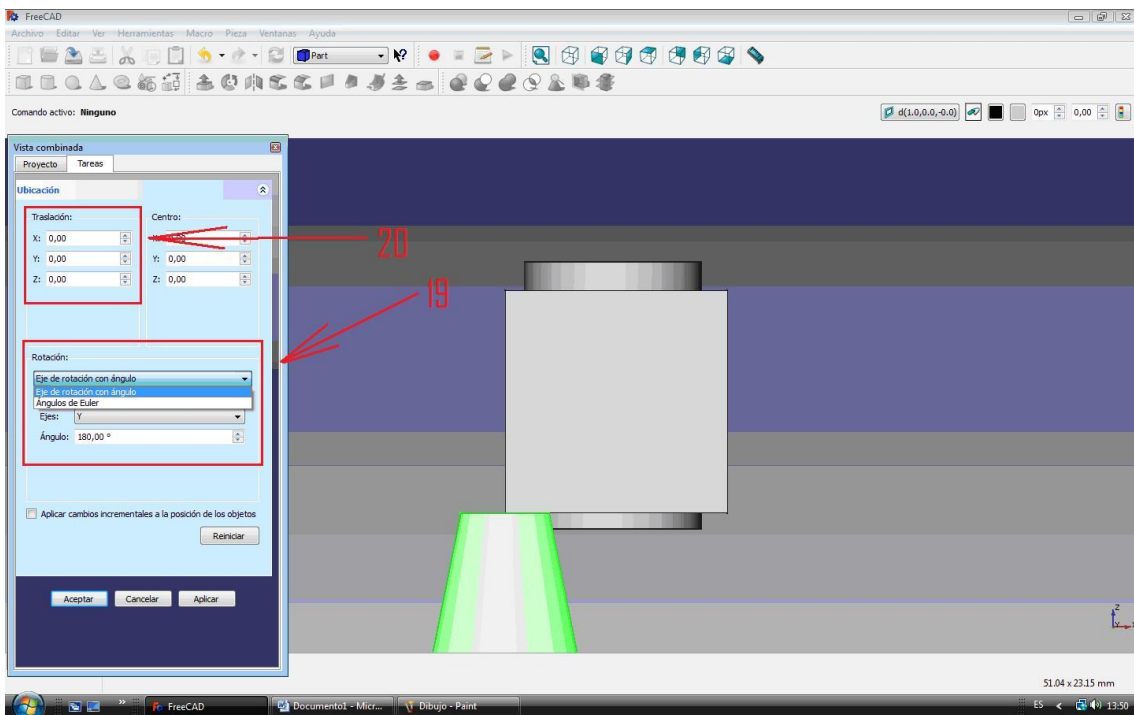 FreeCAD
Archivo Editar Ver Herramientas Macro Pieza Ventanas Ayuda
Part
Comando activo: Ninguno
d(1.0,0.0,-0.0) 0px 0,00
Vista combinada
Proyecto Tareas
Ubicación
Traslación: Centro:
X: 0,00
Y: 0,00 Y: 0,00
Z: 0,00 Z: 0,00
20
19
Rotación:
Eje de rotación con ángulo
Eje de rotación con ángulo
Ángulos de Euler
Ejes: Y
Ángulo: 180,00 °
Aplicar cambios incrementales a la posición de los objetos
Reiniciar
Aceptar Cancelar Aplicar
Z
Y
51.04 x 23.15 mm
FreeCAD Documento1 - Micr... Dibujo - Paint ES 13:50